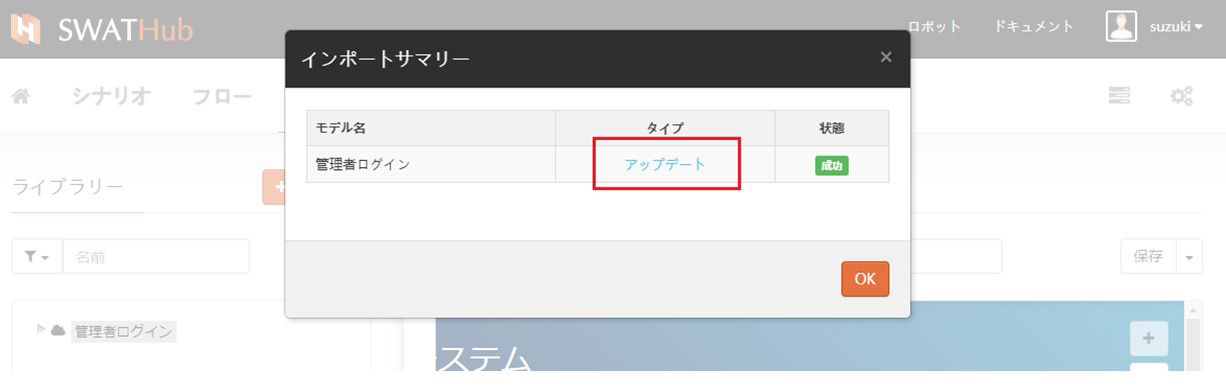 SWATHub
ロボット ドキュメント suzuki
インポートサマリー ×
シナリオ フロー
モデル名 タイプ 状態
管理者ログイン アップデート 成功
ライブラリー
名前
保存
OK
管理者ログイン
システム